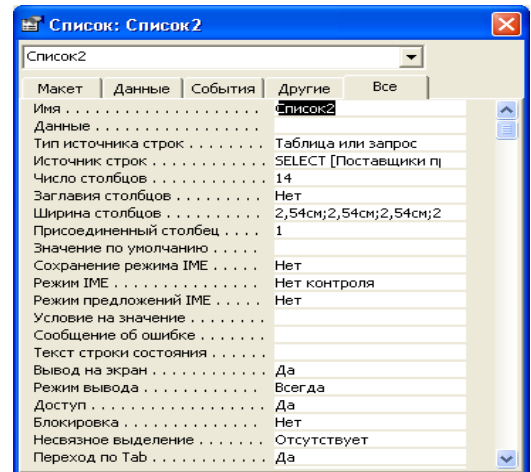 Список: Список2
Список2
Макет Данные События Другие Все
Имя . . . . . . . . . . . . . . . . . . . . . Список2
Данные . . . . . . . . . . . . . . . . . .
Тип источника строк . . . . . . . . Таблица или запрос
Источник строк . . . . . . . . . . . . SELECT [Поставщики п
Число столбцов . . . . . . . . . . . 14
Заглавия столбцов . . . . . . . . . Нет
Ширина столбцов . . . . . . . . . . 2,54см;2,54см;2,54см;2
Присоединенный столбец . . . . 1
Значение по умолчанию . . . . .
Сохранение режима IME . . . . . Нет
Режим IME . . . . . . . . . . . . . . . Нет контроля
Режим предложений IME . . . . . Нет
Условие на значение . . . . . . . .
Сообщение об ошибке . . . . . . .
Текст строки состояния . . . . . .
Вывод на экран . . . . . . . . . . . . Да
Режим вывода . . . . . . . . . . . . Всегда
Доступ . . . . . . . . . . . . . . . . . . Да
Блокировка . . . . . . . . . . . . . . Нет
Несвязное выделение . . . . . . . Отсутствует
Переход по Tab . . . . . . . . . . . . Да